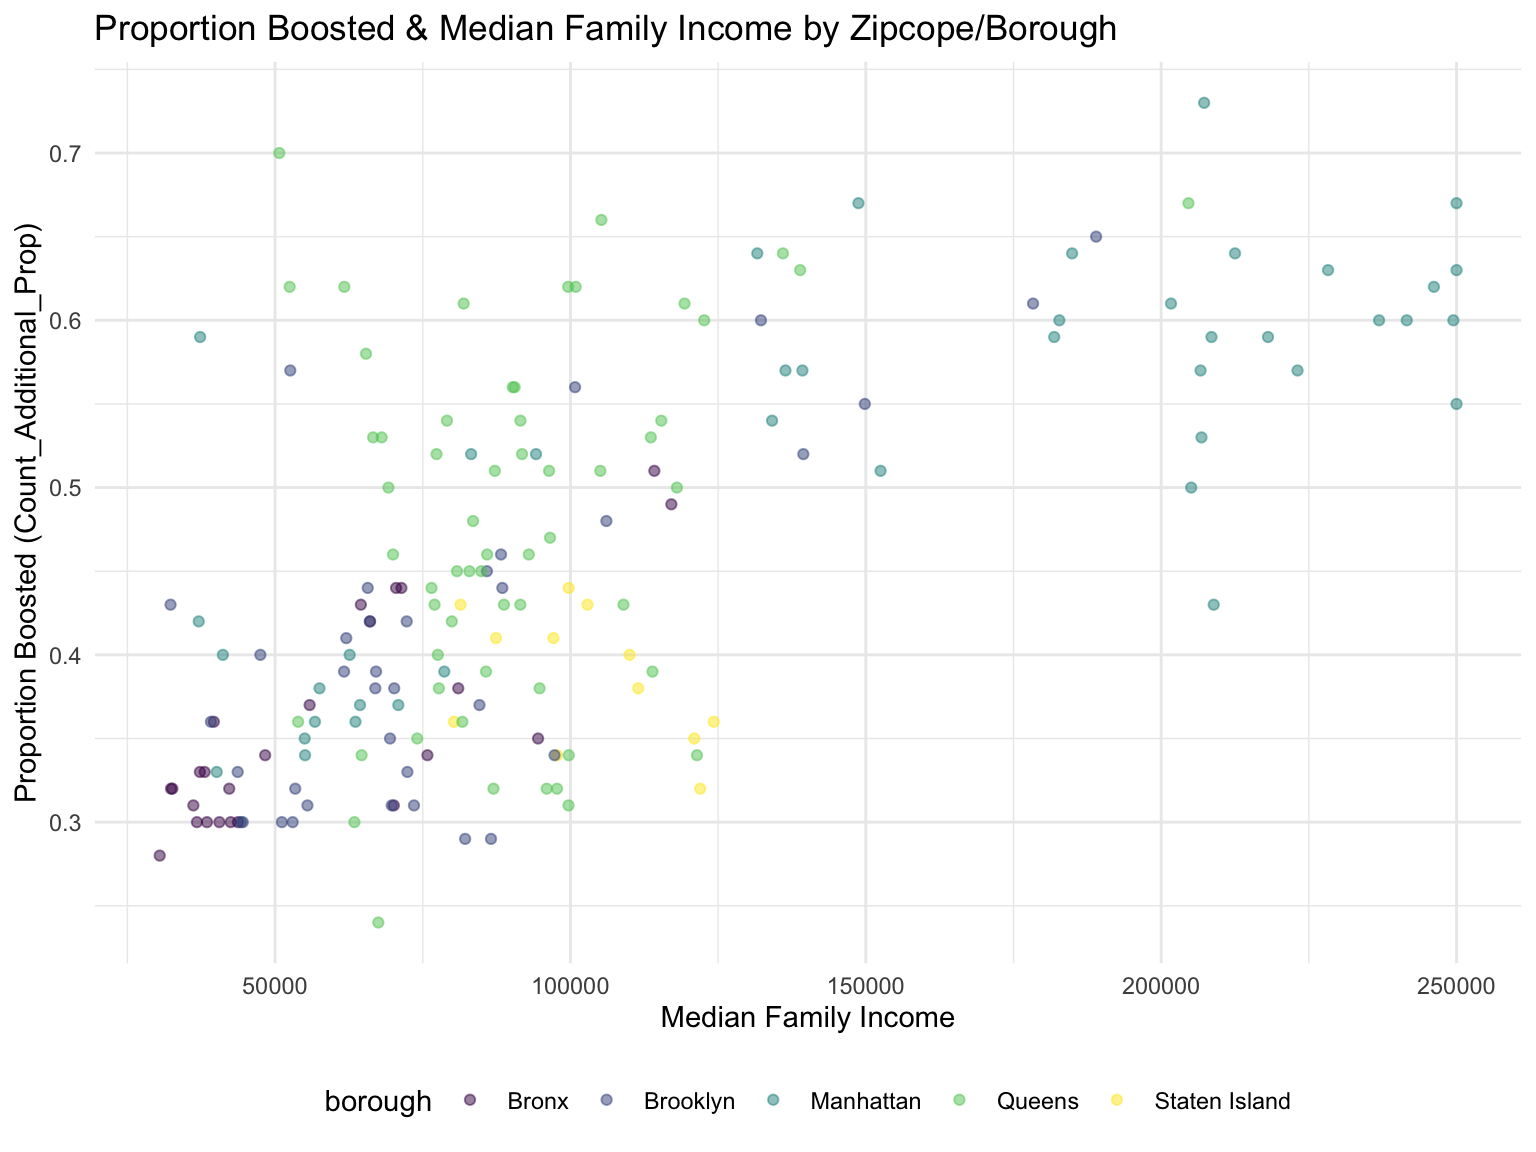 Proportion Boosted & Median Family Income by Zipcope/Borough
Proportion Boosted (Count_Additional_Prop)
0.7
0.6
0.5
0.4
0.3
50000 100000 150000 200000 250000
Median Family Income
borough Bronx Brooklyn Manhattan Queens Staten Island